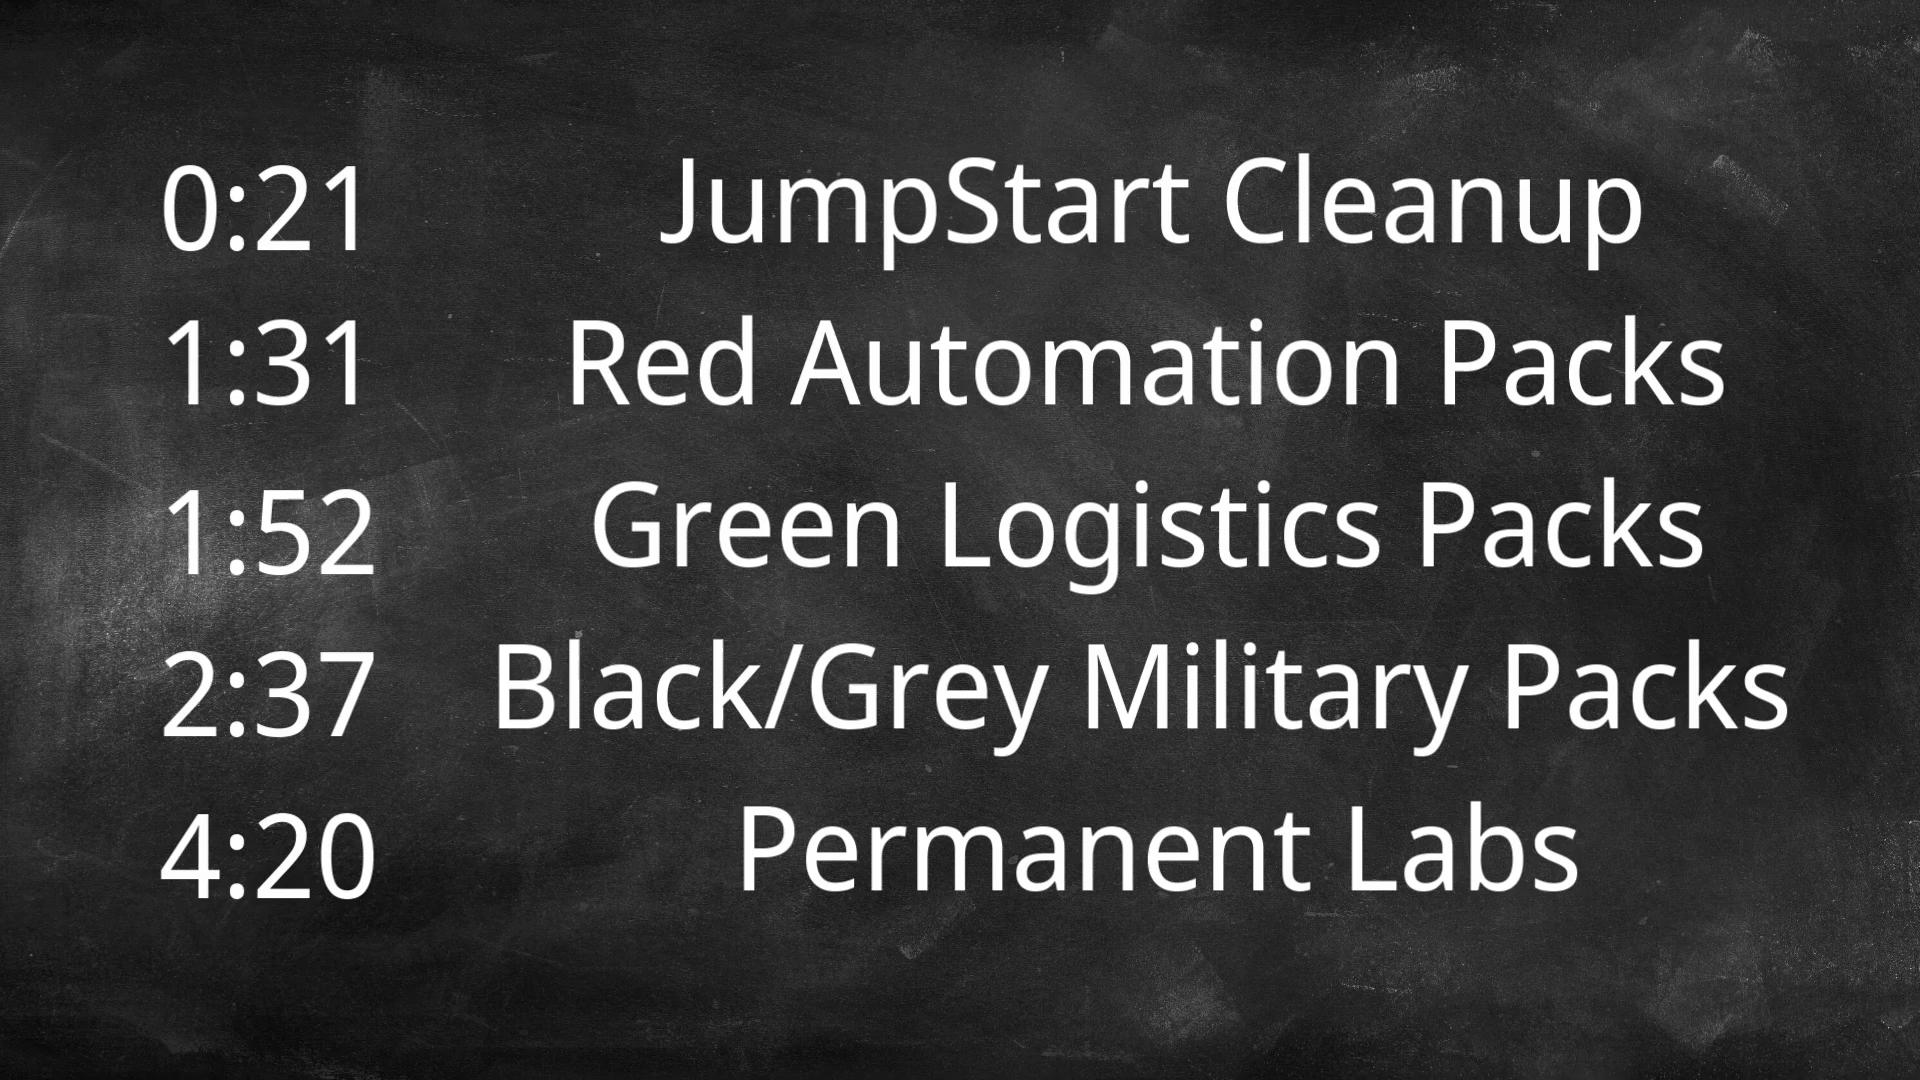 0:21 JumpStart Cleanup
1:31 Red Automation Packs
1:52 Green Logistics Packs
2:37 Black/Grey Military Packs
4:20 Permanent Labs